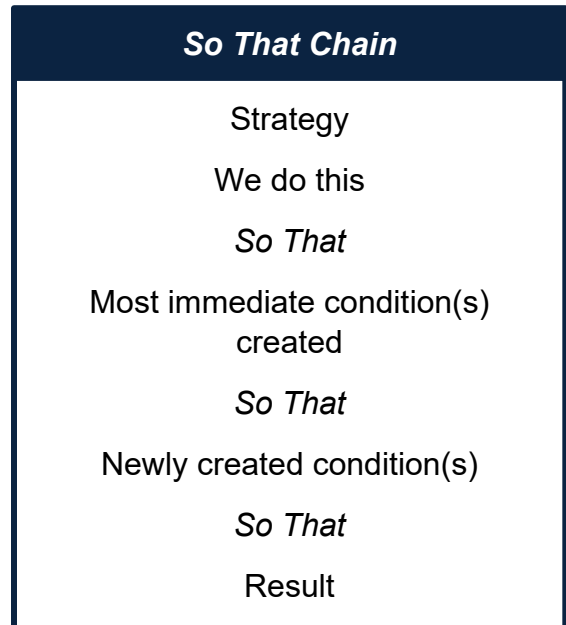 So That Chain
Strategy
We do this
So That
Most immediate condition(s)
created
So That
Newly created condition(s)
So That
Result